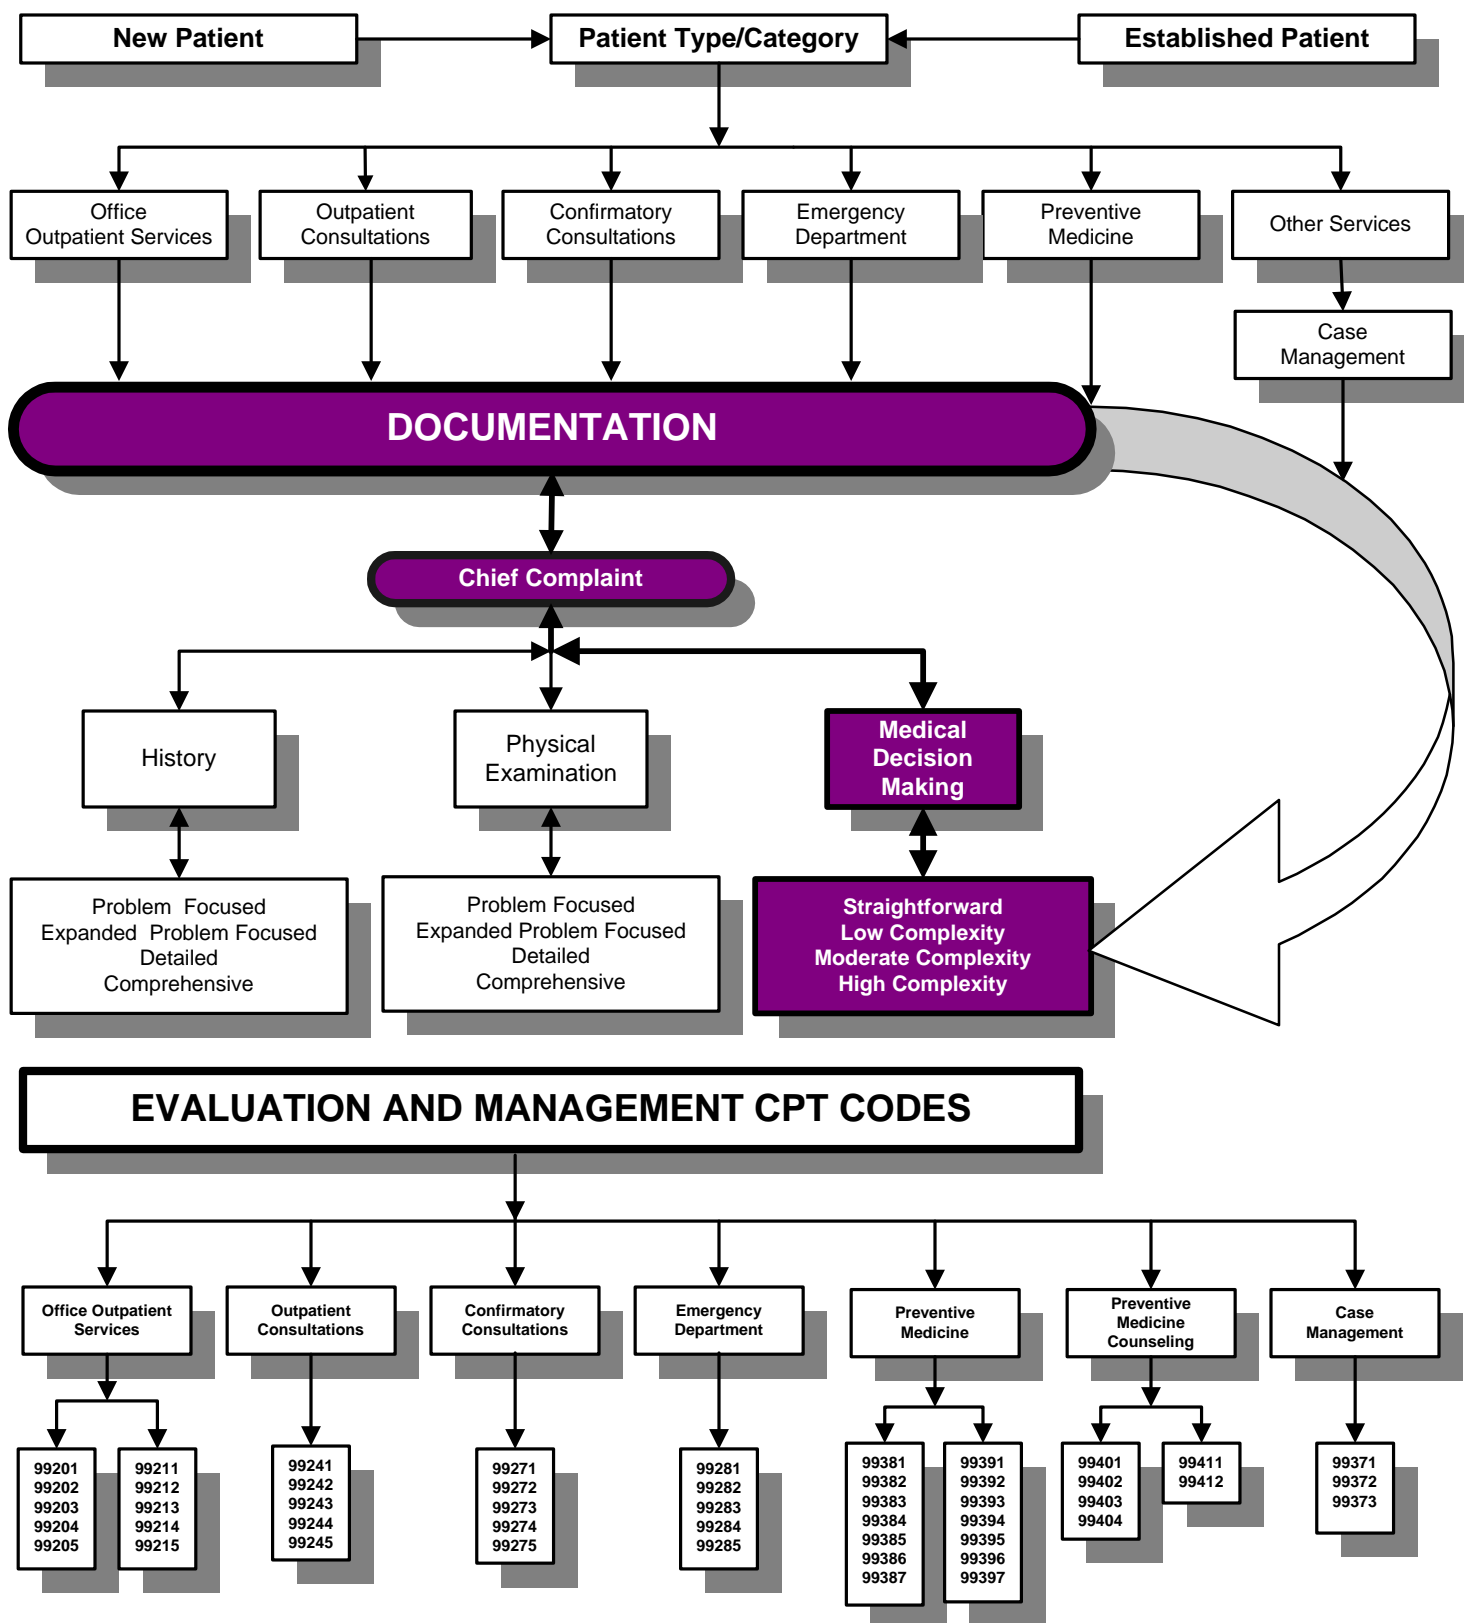 New Patient
Patient Type/Category
Established Patient
Office
Outpatient Services
Outpatient
Consultations
Confirmatory
Consultations
Emergency
Department
Preventive
Medicine
Other Services
Case
Management
DOCUMENTATION
Chief Complaint
History
Physical
Examination
Medical
Decision
Making
Problem Focused
Expanded Problem Focused
Detailed
Comprehensive
Problem Focused
Expanded Problem Focused
Detailed
Comprehensive
Straightforward
Low Complexity
Moderate Complexity
High Complexity
EVALUATION AND MANAGEMENT CPT CODES
Office Outpatient
Services
Outpatient
Consultations
Confirmatory
Consultations
Emergency
Department
Preventive
Medicine
Preventive
Medicine
Counseling
Case
Management
99201
99202
99203
99204
99205
99211
99212
99213
99214
99215
99241
99242
99243
99244
99245
99271
99272
99273
99274
99275
99281
99282
99283
99284
99285
99381
99382
99383
99384
99385
99386
99387
99391
99392
99393
99394
99395
99396
99397
99401
99402
99403
99404
99411
99412
99371
99372
99373